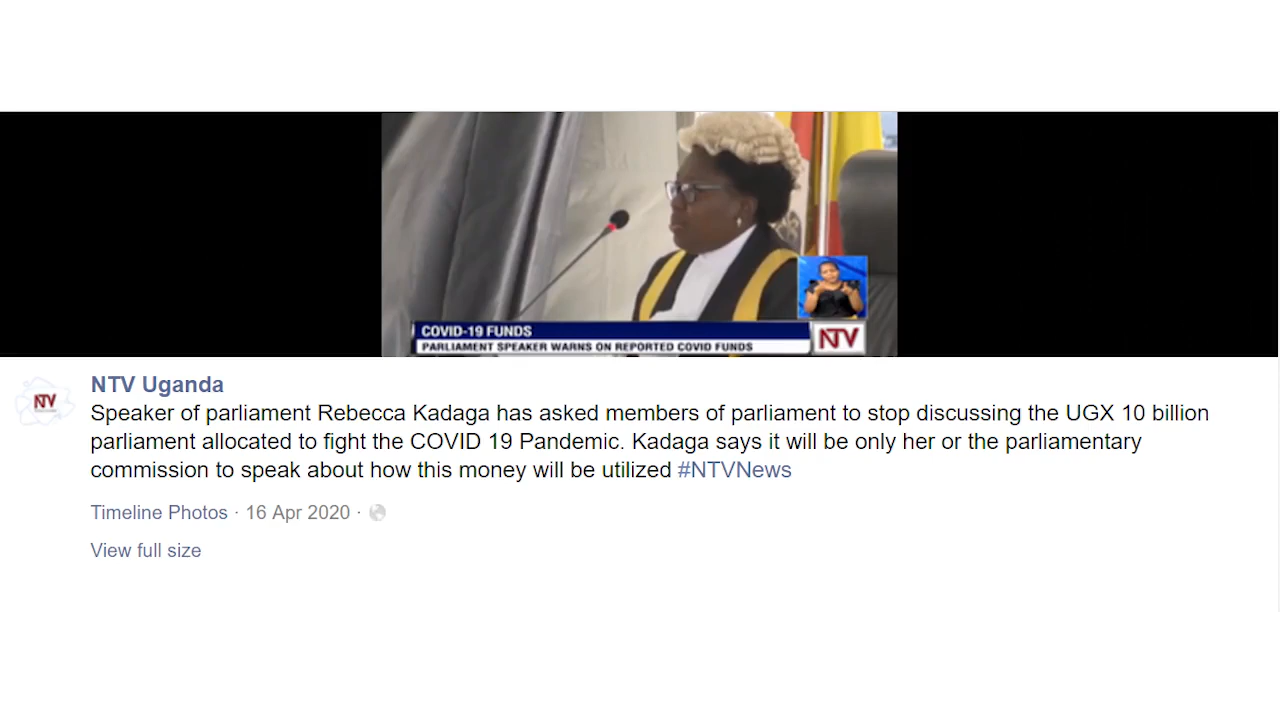 COVID-19 FUNDS
PARLIAMENT SPEAKER WARNS ON REPORTED COVID FUNDS
NTV
NTV
NTV Uganda
Speaker of parliament Rebecca Kadaga has asked members of parliament to stop discussing the UGX 10 billion
parliament allocated to fight the COVID 19 Pandemic. Kadaga says it will be only her or the parliamentary
commission to speak about how this money will be utilized #NTVNews
Timeline Photos · 16 Apr 2020 ·
View full size